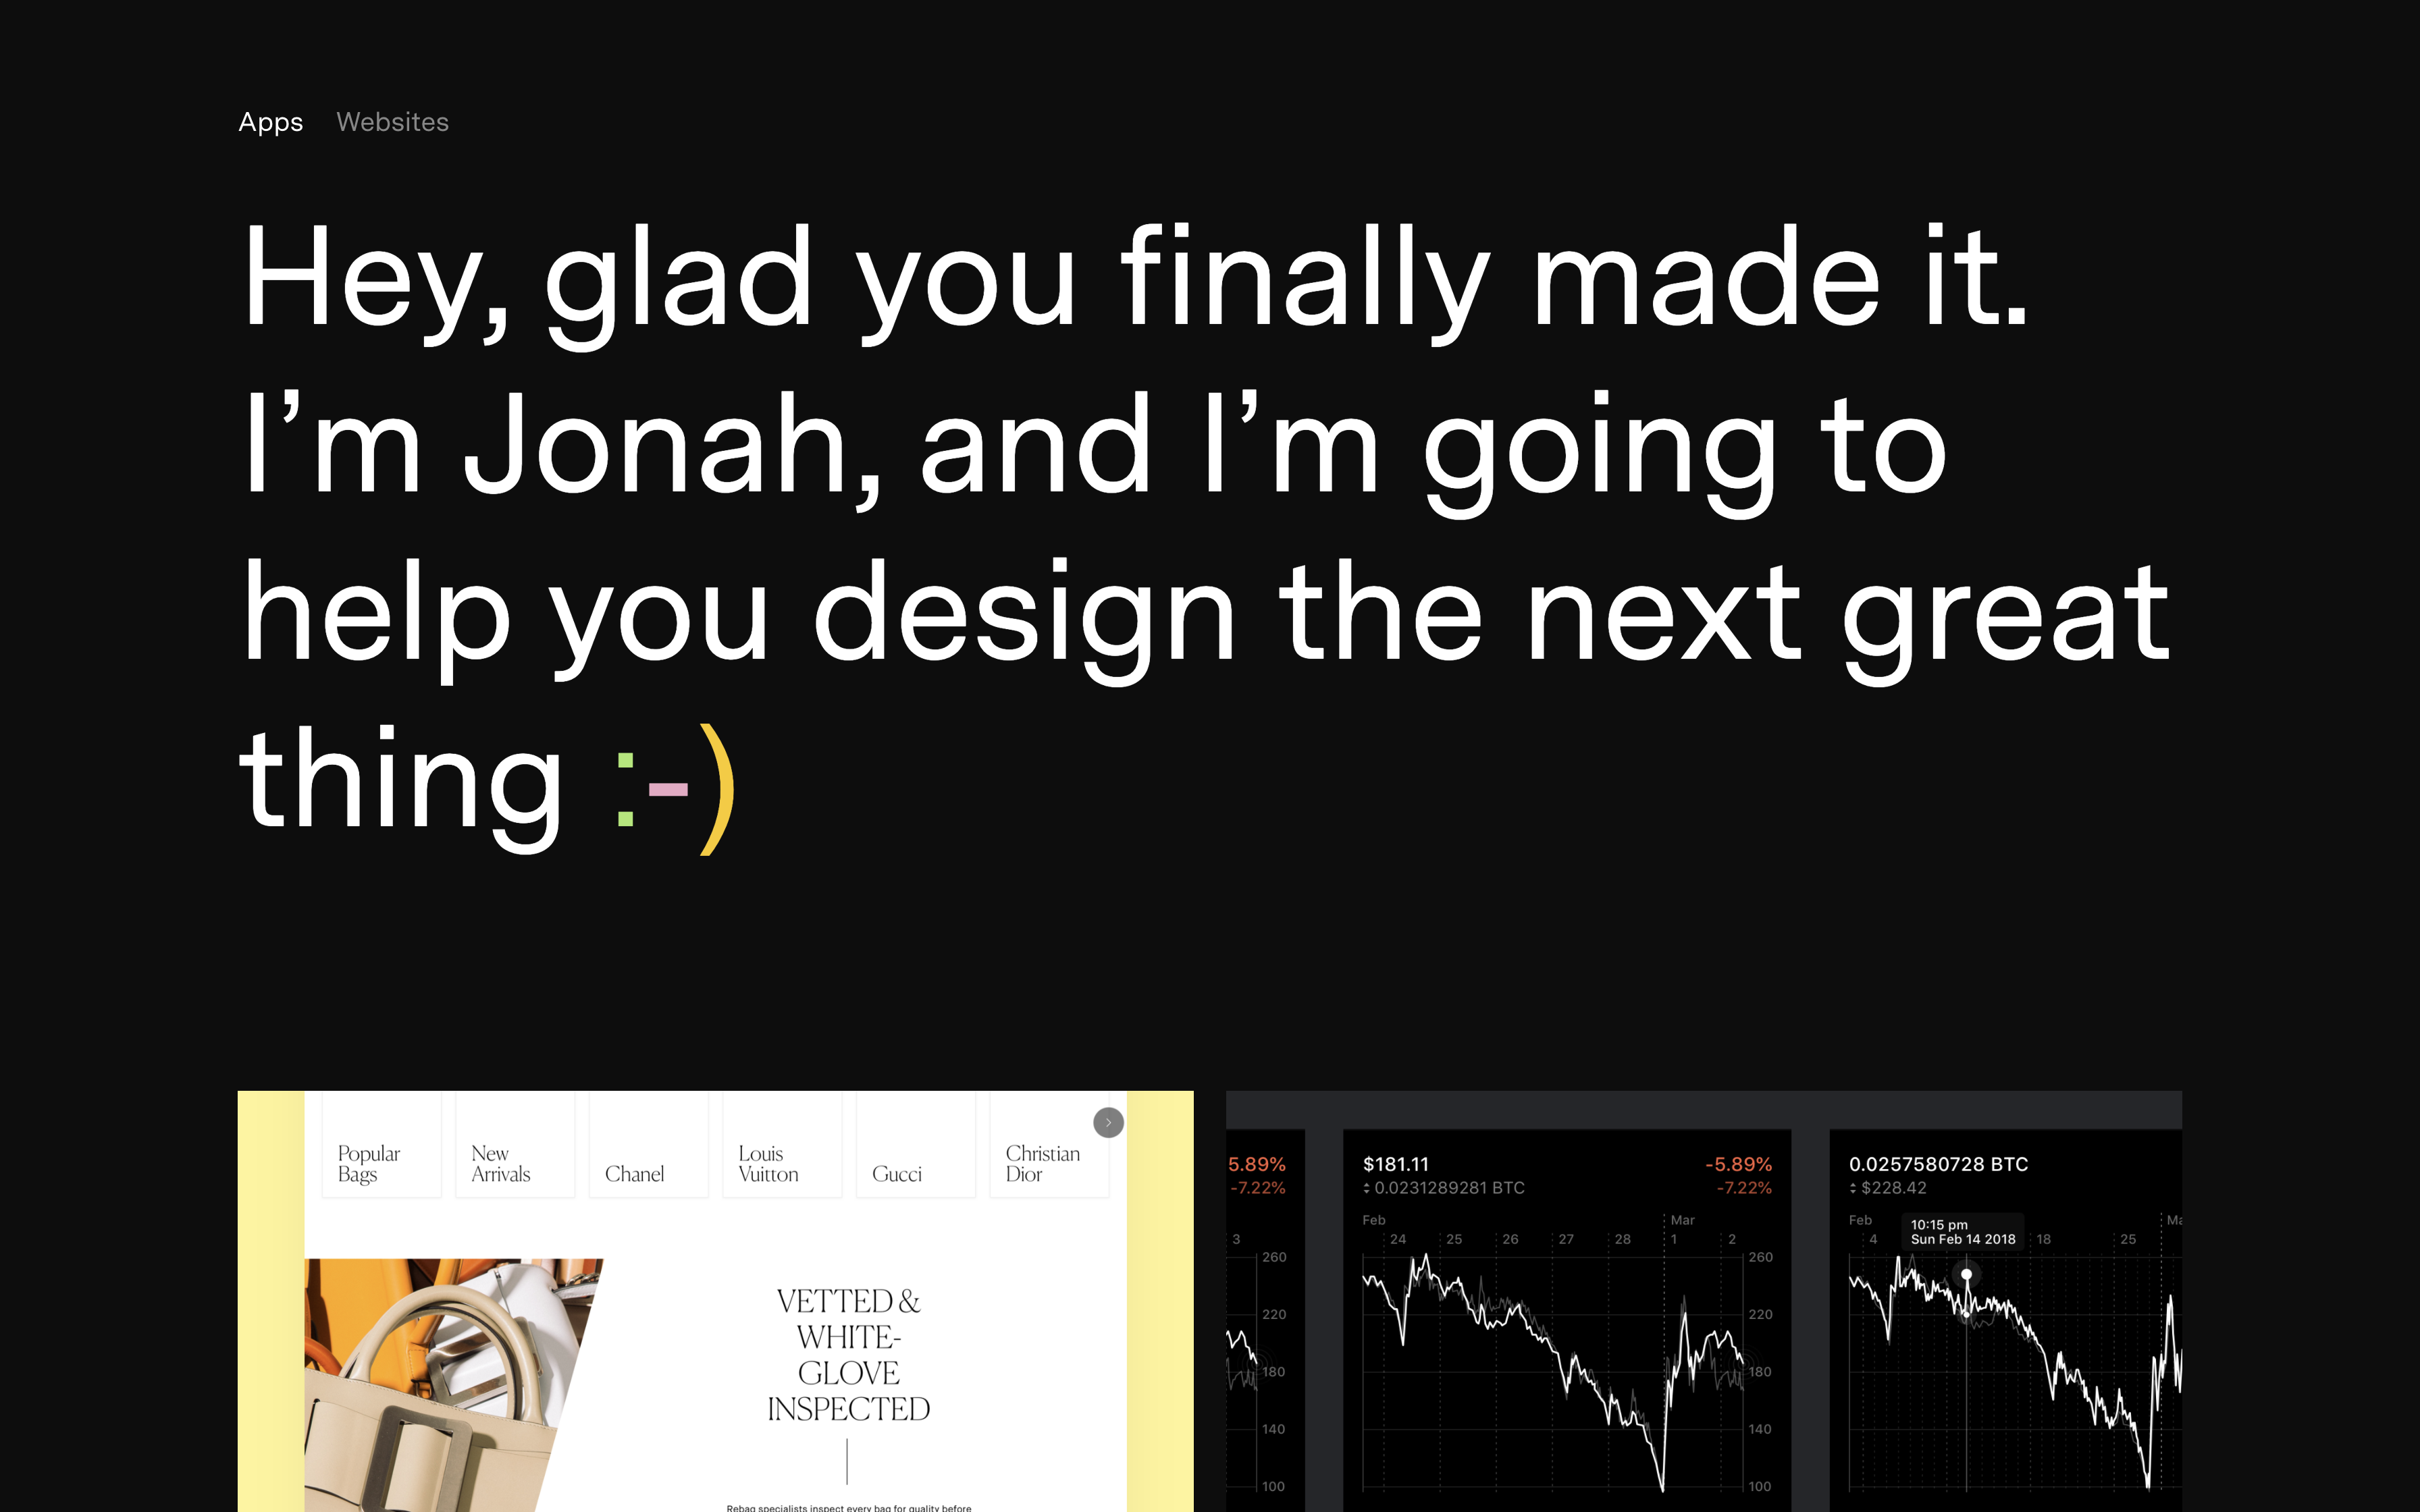 Apps Websites
Hey, glad you finally made it.
I’m Jonah, and I’m going to
help you design the next great
thing :-)
Popular
Bags
New
Arrivals
Chanel
Louis
Vuitton
Gucci
Christian
Dior
VETTED &
WHITE-
GLOVE
INSPECTED
Rebag specialists inspect every bag for quality before
5.89%
-7.22%
3
260
220
180
140
100
$181.11 -5.89%
0.0231289281 BTC -7.22%
Feb Mar
24 25 26 27 28 1 2
260
220
180
140
100
0.0257580728 BTC
$228.42
Feb
10:15 pm
Sun Feb 14 2018
4 18 25